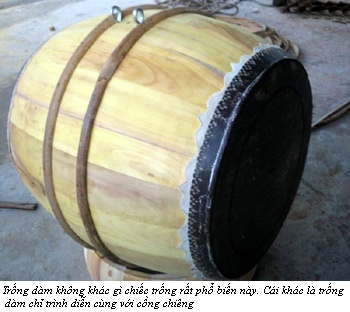 Trống dàm không khác gì chiếc trống rất phổ biến này. Cái khác là trống
dàm chỉ trình diễn cùng với cồng chiêng